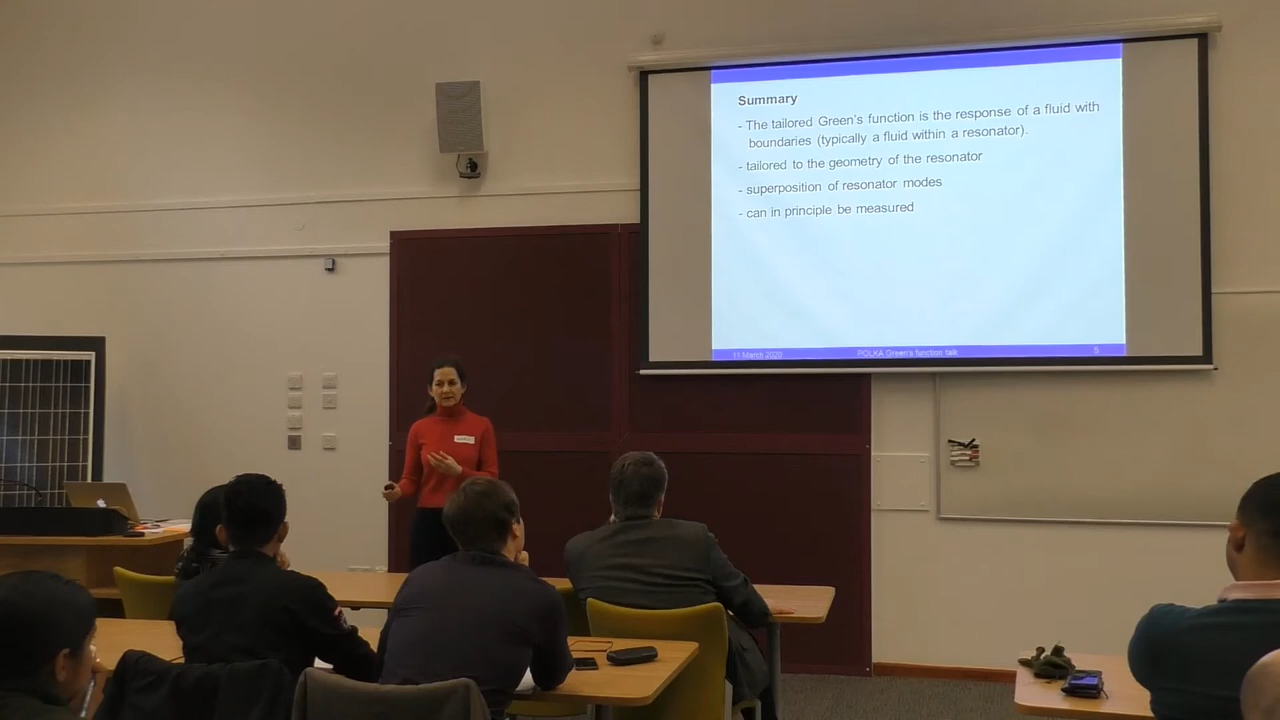 Summary
- The tailored Green's function is the response of a fluid with
boundaries (typically a fluid within a resonator).
- tailored to the geometry of the resonator
- superposition of resonator modes
- can in principle be measured
11 March 2020 POLKA Green's function talk 5